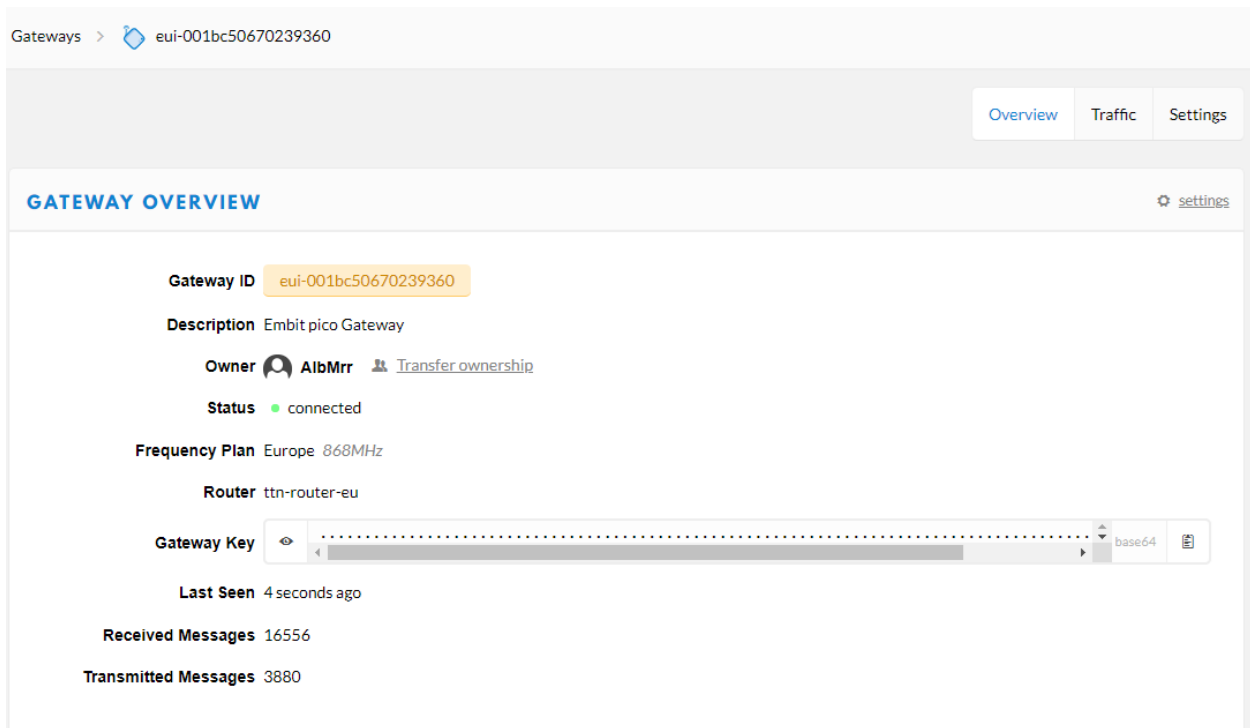 Gateways > eui-001bc50670239360
Overview Traffic Settings
GATEWAY OVERVIEW settings
Gateway ID eui-001bc50670239360
Description Embit pico Gateway
Owner AlbMrr Transfer ownership
Status connected
Frequency Plan Europe 868MHz
Router ttn-router-eu
Gateway Key base64
Last Seen 4 seconds ago
Received Messages 16556
Transmitted Messages 3880